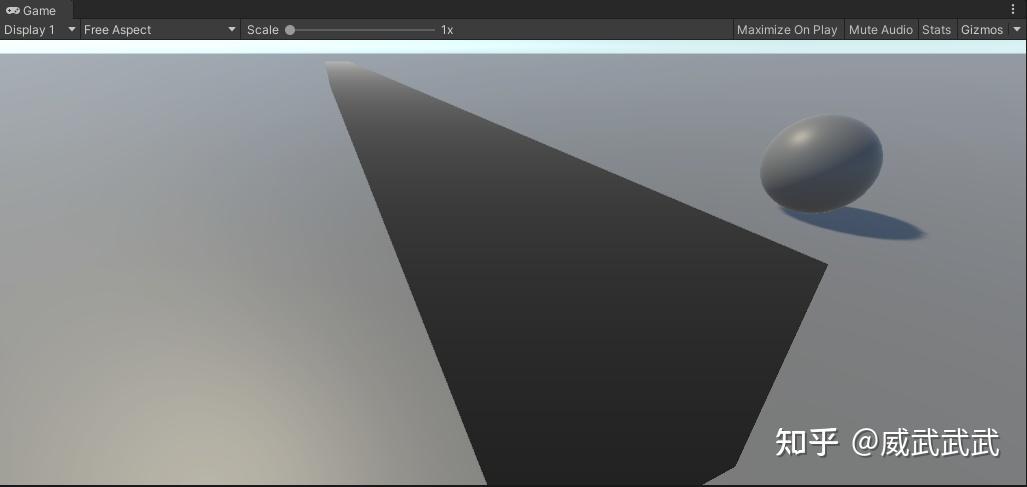 Game
Display 1 Free Aspect Scale 1x Maximize On Play Mute Audio Stats Gizmos
知乎 @威武武武